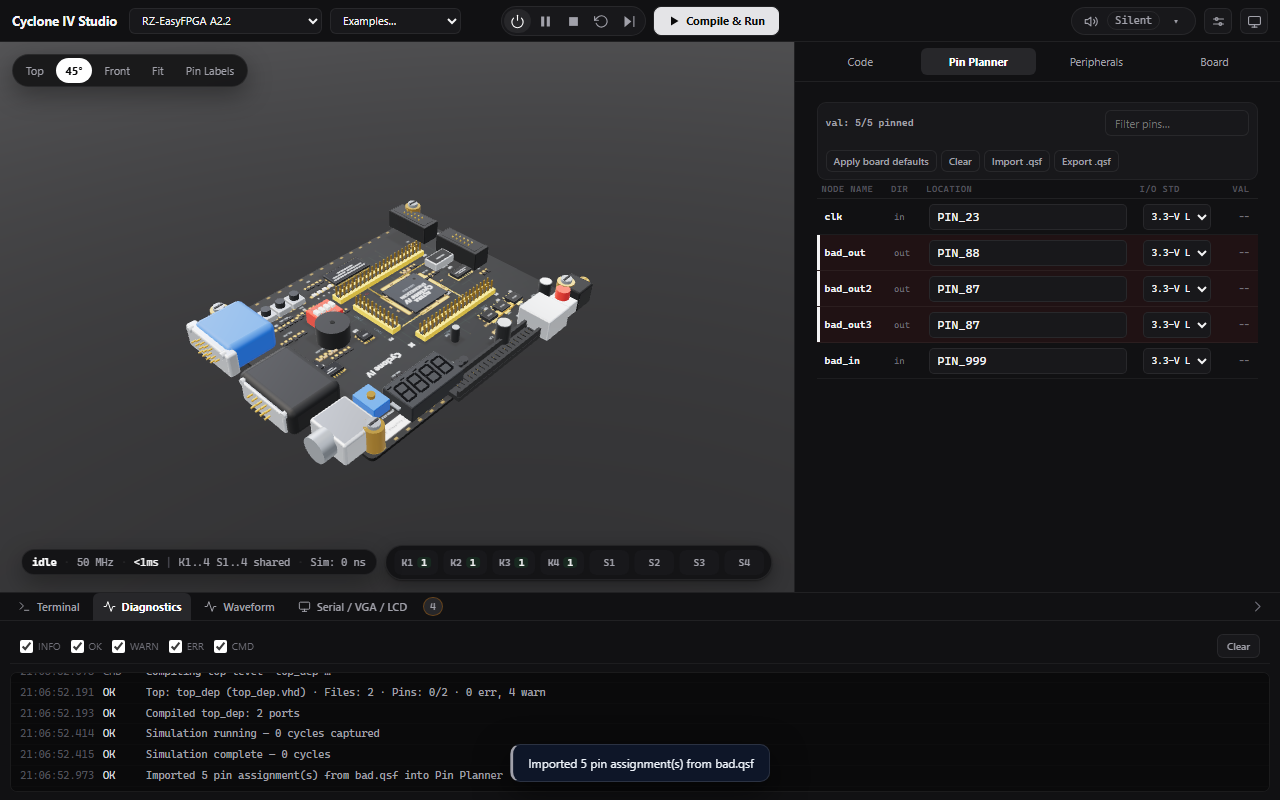 Cyclone IV Studio RZ-EasyFPGA A2.2 Examples... Compile & Run Silent
Top 45° Front Fit Pin Labels
Code Pin Planner Peripherals Board
val: 5/5 pinned Filter pins...
Apply board defaults Clear Import .qsf Export .qsf
NODE NAME DIR LOCATION I/O STD VAL
clk in PIN_23 3.3-V L --
bad_out out PIN_88 3.3-V L --
bad_out2 out PIN_87 3.3-V L --
bad_out3 out PIN_87 3.3-V L --
bad_in in PIN_999 3.3-V L --
Cyclone IV
8888
idle · 50 MHz · <1ms | K1..4 S1..4 shared · Sim: 0 ns
K1 1 K2 1 K3 1 K4 1 S1 S2 S3 S4
Terminal Diagnostics Waveform Serial / VGA / LCD 4
INFO OK WARN ERR CMD Clear
21:06:52.191 OK Top: top_dep (top_dep.vhd) · Files: 2 · Pins: 0/2 · 0 err, 4 warn
21:06:52.193 OK Compiled top_dep: 2 ports
21:06:52.414 OK Simulation running — 0 cycles captured
21:06:52.415 OK Simulation complete — 0 cycles
21:06:52.973 OK Imported 5 pin assignment(s) from bad.qsf into Pin Planner
Imported 5 pin assignment(s) from bad.qsf